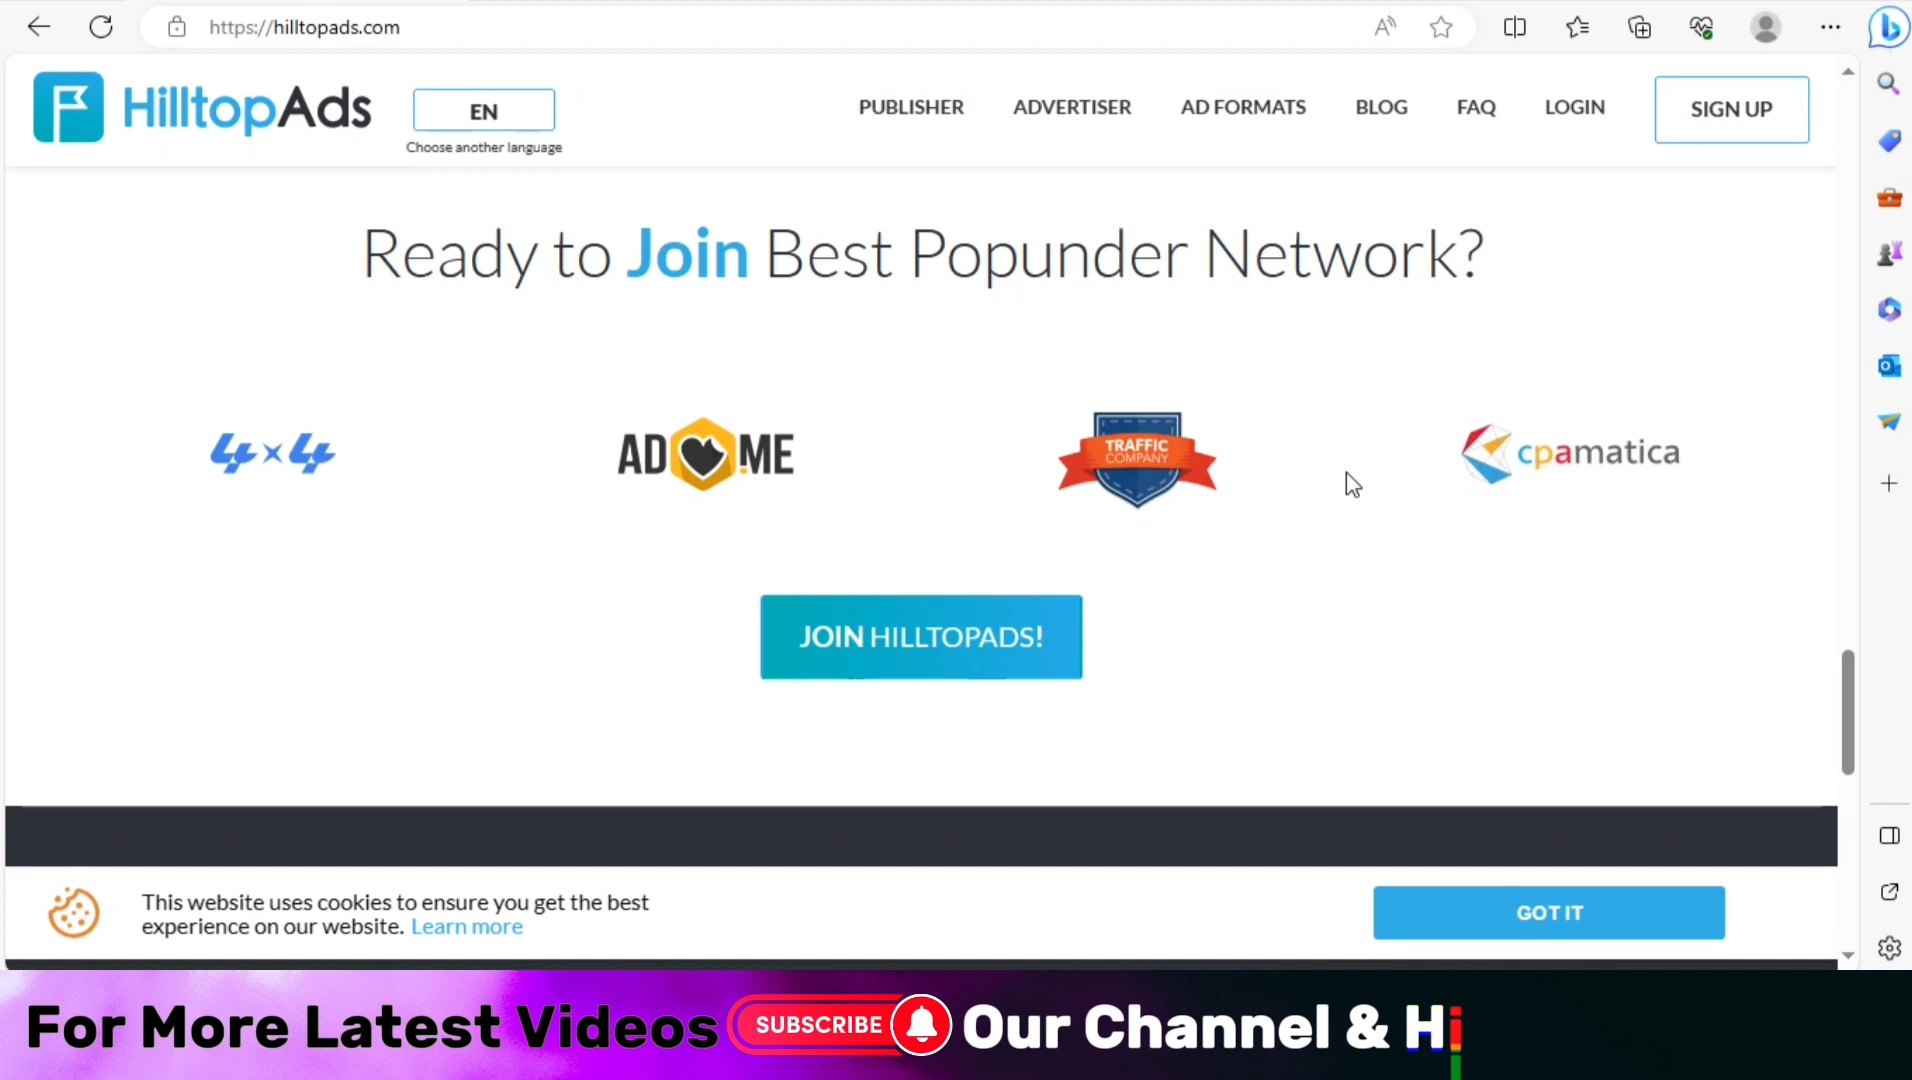 https://hilltopads.com
HilltopAds
EN
Choose another language
PUBLISHER
ADVERTISER
AD FORMATS
BLOG
FAQ
LOGIN
SIGN UP
Ready to Join Best Popunder Network?
4x4
AD ME
TRAFFIC
COMPANY
cpamatica
JOIN HILLTOPADS!
This website uses cookies to ensure you get the best
experience on our website. Learn more
GOT IT
For More Latest Videos SUBSCRIBE Our Channel & Hi